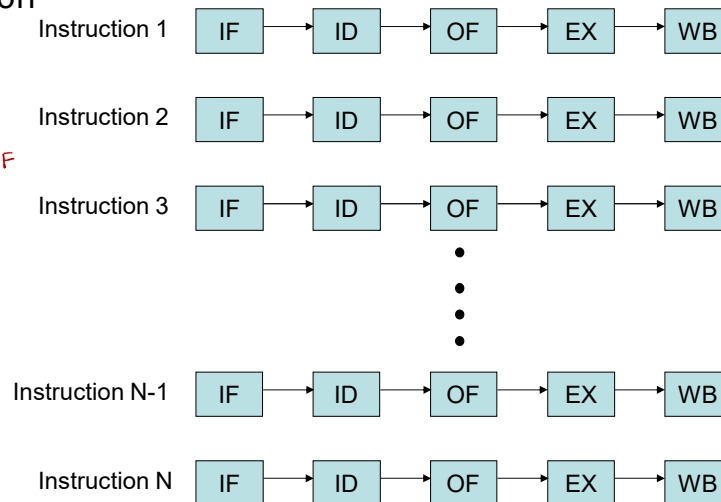 on
Instruction 1 IF ID OF EX WB
Instruction 2 IF ID OF EX WB
F
Instruction 3 IF ID OF EX WB
Instruction N-1 IF ID OF EX WB
Instruction N IF ID OF EX WB